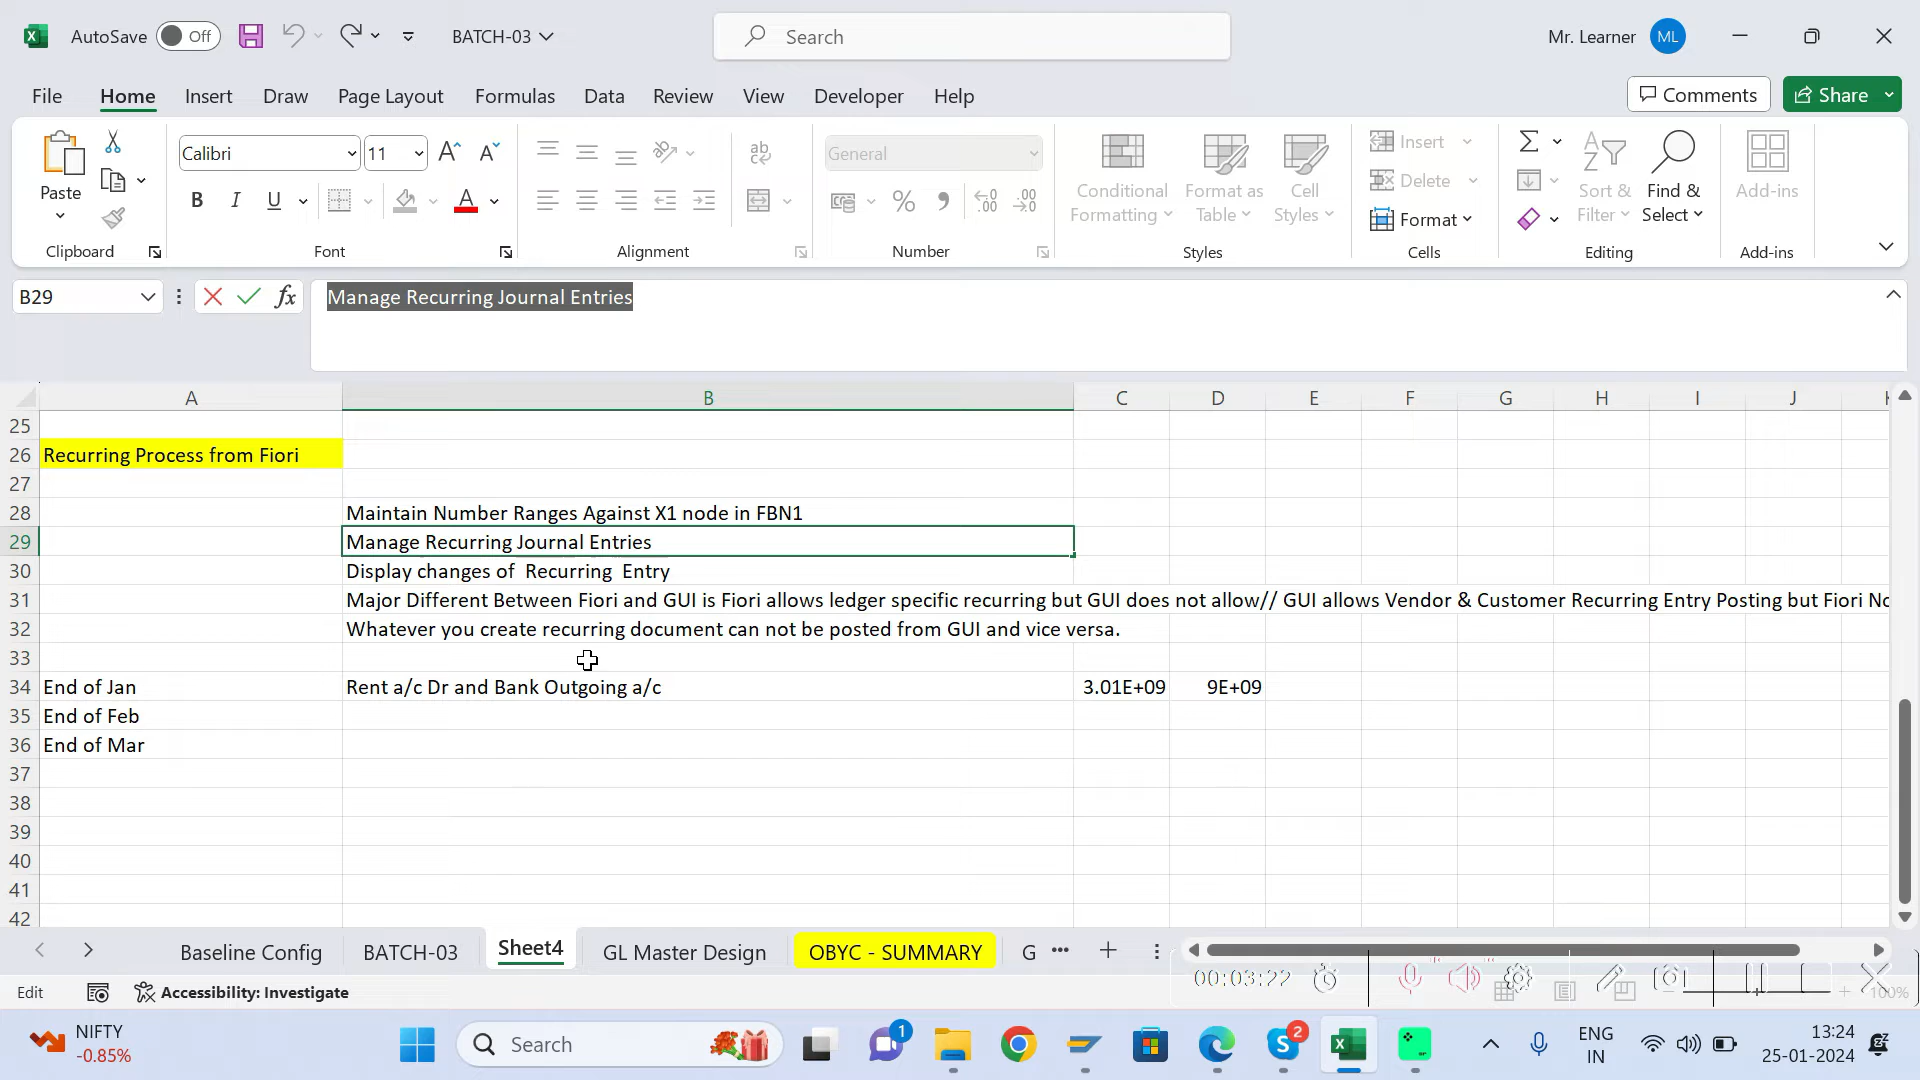 AutoSave Off BATCH-03 Search Mr. Learner ML
File Home Insert Draw Page Layout Formulas Data Review View Developer Help Comments Share
Paste
Clipboard
Calibri 11
B I U
Font
Alignment
General
Number
Conditional Formatting
Format as Table
Cell Styles
Styles
Insert
Delete
Format
Cells
Sort & Filter
Find & Select
Editing
Add-ins
Add-ins
B29 fx Manage Recurring Journal Entries
A B C D E F G H I J K
25
26 Recurring Process from Fiori
27
28 Maintain Number Ranges Against X1 node in FBN1
29 Manage Recurring Journal Entries
30 Display changes of  Recurring  Entry
31 Major Different Between Fiori and GUI is Fiori allows ledger specific recurring but GUI does not allow// GUI allows Vendor & Customer Recurring Entry Posting but Fiori No
32 Whatever you create recurring document can not be posted from GUI and vice versa.
33
34 End of Jan Rent a/c Dr and Bank Outgoing a/c 3.01E+09 9E+09
35 End of Feb
36 End of Mar
37
38
39
40
41
42
Baseline Config BATCH-03 Sheet4 GL Master Design OBYC - SUMMARY G
Edit Accessibility: Investigate 00:03:22 100%
NIFTY
-0.85%
Search
1
2
ENG
IN
13:24
25-01-2024